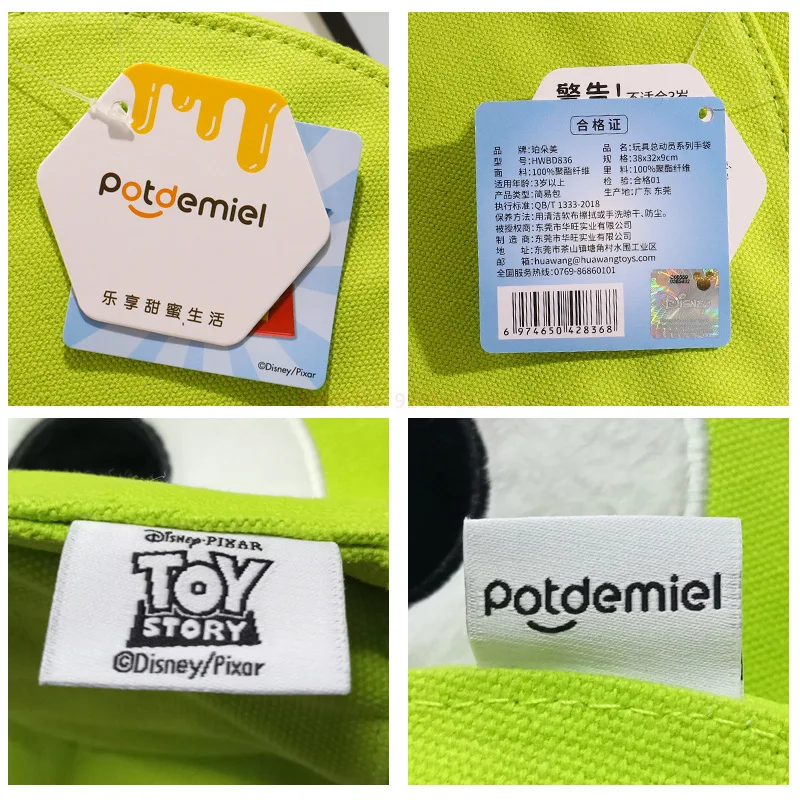 Potdemiel
乐享甜蜜生活
©Disney/Pixar
警告!不适合3岁
合格证
品 牌:珀朵美 品 名:玩具总动员系列手袋
型 号:HWBD836 规 格:38x32x9cm
面 料:100%聚酯纤维 里 料:100%聚酯纤维
适用年龄:3岁以上 检 验:合格01
产品类型:简易包 生产地:广东 东莞
执行标准:QB/T 1333-2018
保养方法:用清洁软布擦拭或手洗晾干、防尘。
被授权商:东莞市华旺实业有限公司
制 造 商:东莞市华旺实业有限公司
地 址:东莞市茶山镇塘角村水围工业区
邮 箱:huawang@huawangtoys.com
全国服务热线:0769-86860101
6 974650 428368
DISNEY
DISNEY·PIXAR
TOY
STORY
©Disney/Pixar
Potdemiel